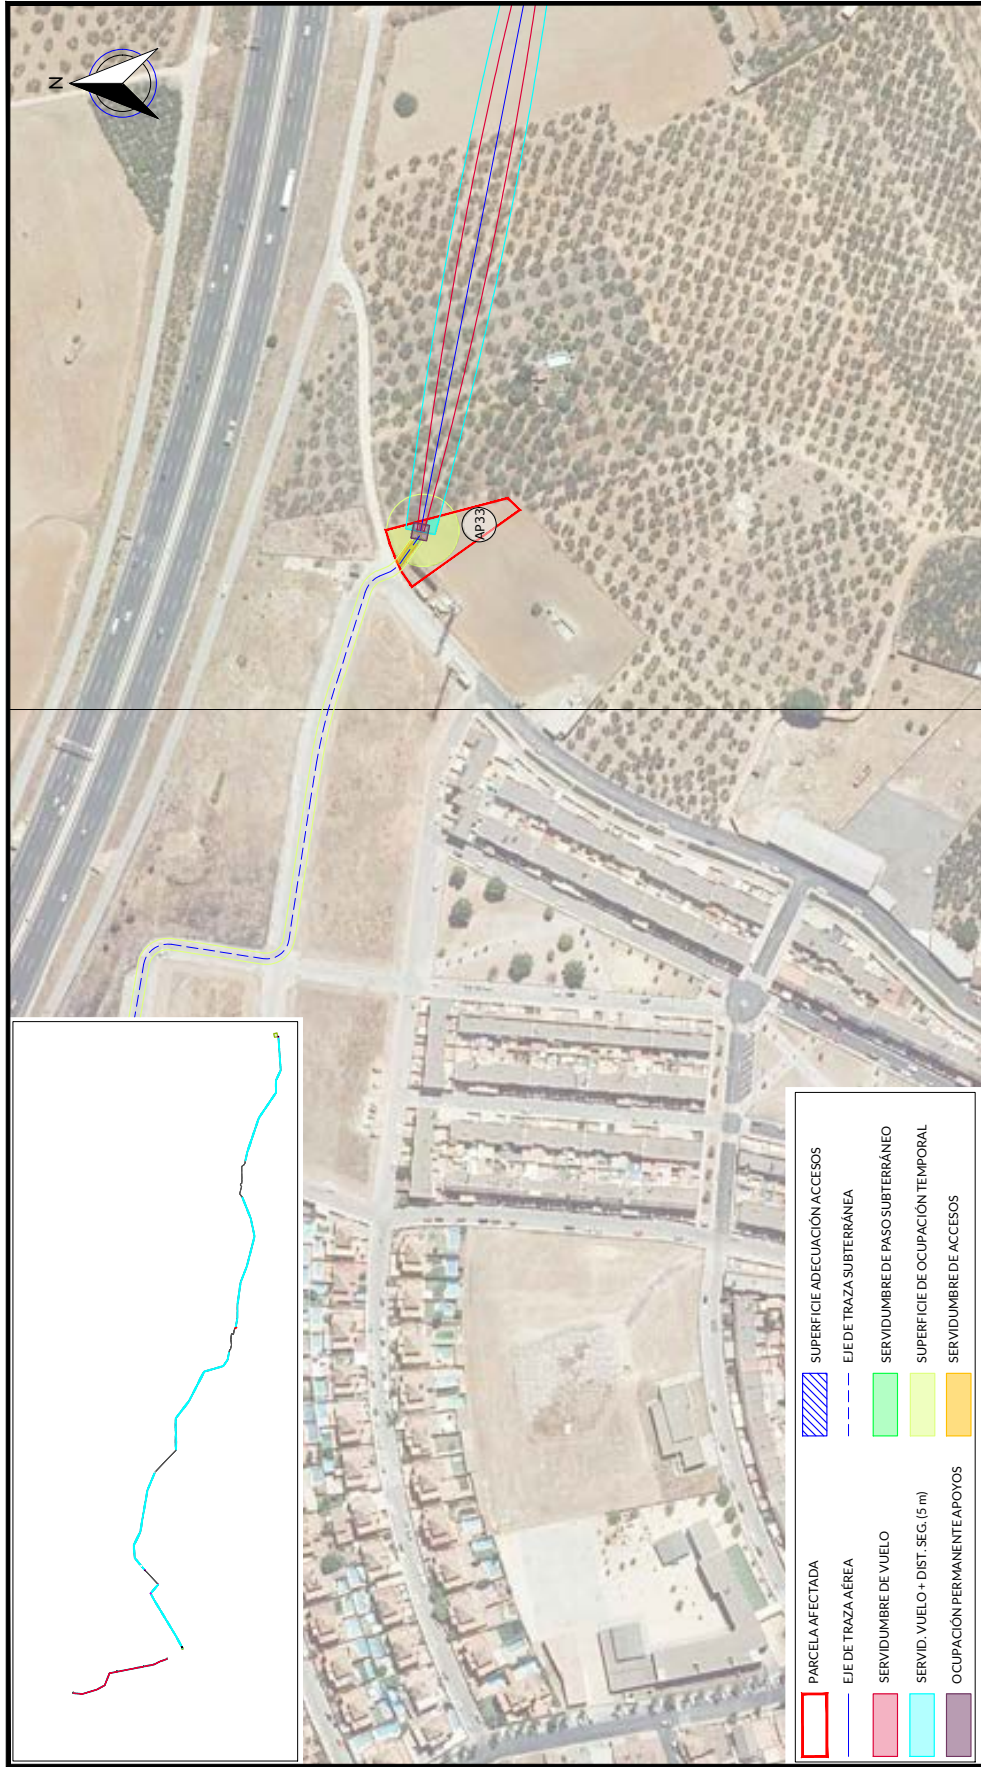 N
AP33
PARCELA AFECTADA
EJE DE TRAZA AÉREA
SERVIDUMBRE DE VUELO
SERVID. VUELO + DIST. SEG. (5 m)
OCUPACIÓN PERMANENTE APOYOS
SUPERFICIE ADECUACIÓN ACCESOS
EJE DE TRAZA SUBTERRÁNEA
SERVIDUMBRE DE PASO SUBTERRÁNEO
SUPERFICIE DE OCUPACIÓN TEMPORAL
SERVIDUMBRE DE ACCESOS